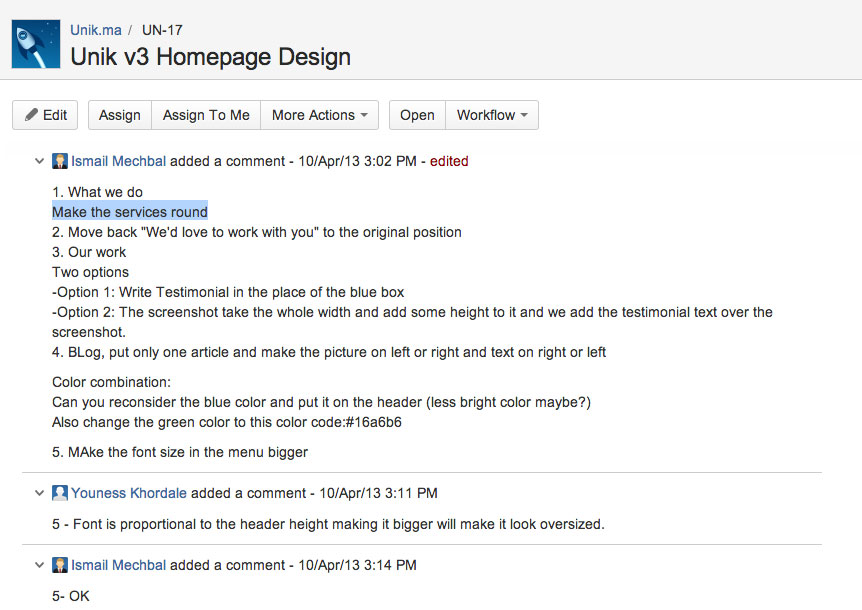 Unik.ma / UN-17
Unik v3 Homepage Design
Edit Assign Assign To Me More Actions Open Workflow
Ismail Mechbal added a comment - 10/Apr/13 3:02 PM - edited
1. What we do
Make the services round
2. Move back "We'd love to work with you" to the original position
3. Our work
Two options
-Option 1: Write Testimonial in the place of the blue box
-Option 2: The screenshot take the whole width and add some height to it and we add the testimonial text over the
screenshot.
4. BLog, put only one article and make the picture on left or right and text on right or left
Color combination:
Can you reconsider the blue color and put it on the header (less bright color maybe?)
Also change the green color to this color code:#16a6b6
5. MAke the font size in the menu bigger
Youness Khordale added a comment - 10/Apr/13 3:11 PM
5 - Font is proportional to the header height making it bigger will make it look oversized.
Ismail Mechbal added a comment - 10/Apr/13 3:14 PM
5- OK